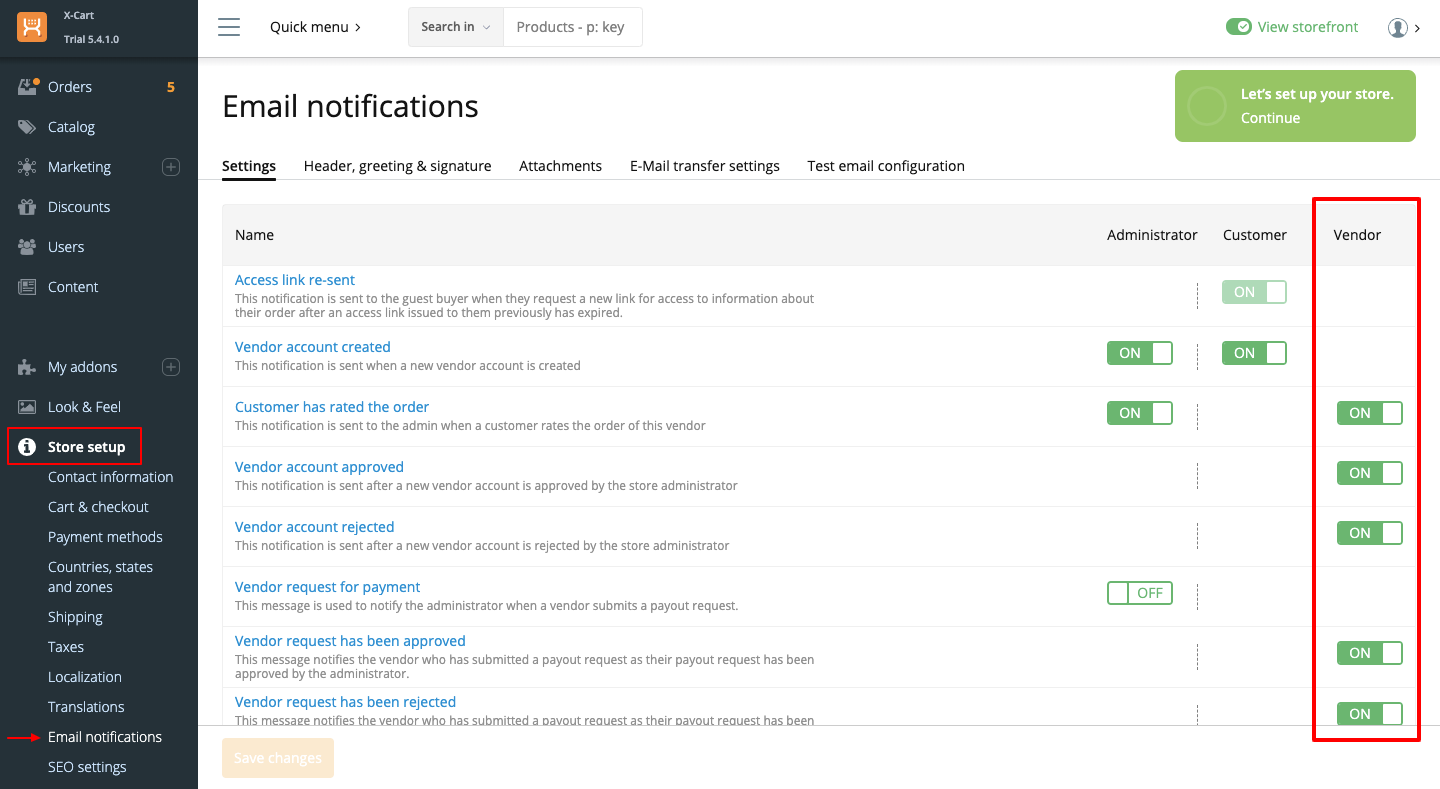 X-Cart
Trial 5.4.1.0
Quick menu
Search in
Products - p: key
View storefront
Orders 5
Catalog
Marketing
Discounts
Users
Content
My addons
Look & Feel
Store setup
Contact information
Cart & checkout
Payment methods
Countries, states
and zones
Shipping
Taxes
Localization
Translations
Email notifications
SEO settings
Email notifications
Let's set up your store.
Continue
Settings Header, greeting & signature Attachments E-Mail transfer settings Test email configuration
Name Administrator Customer Vendor
Access link re-sent
This notification is sent to the guest buyer when they request a new link for access to information about
their order after an access link issued to them previously has expired.
ON
Vendor account created
This notification is sent when a new vendor account is created
ON ON
Customer has rated the order
This notification is sent to the admin when a customer rates the order of this vendor
ON ON
Vendor account approved
This notification is sent after a new vendor account is approved by the store administrator
ON
Vendor account rejected
This notification is sent after a new vendor account is rejected by the store administrator
ON
Vendor request for payment
This message is used to notify the administrator when a vendor submits a payout request.
OFF
Vendor request has been approved
This message notifies the vendor who has submitted a payout request as their payout request has been
approved by the administrator.
ON
Vendor request has been rejected
This message notifies the vendor who has submitted a payout request as their payout request has been
ON
Save changes